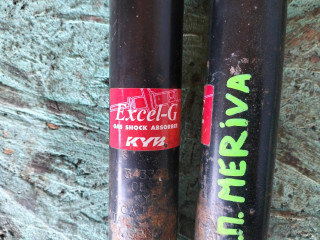 Excel-G
GAS SHOCK ABSORBER
KYB
.П. MERIVA